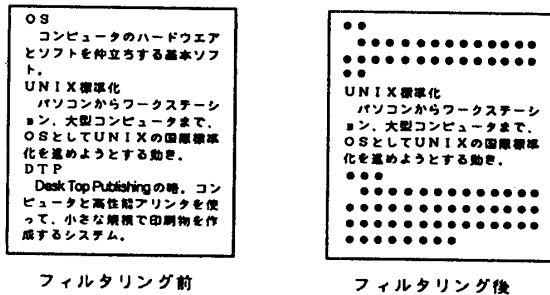 OS
コンピュータのハードウエア
とソフトを仲立ちする基本ソフ
ト。
UNIX標準化
パソコンからワークステーシ
ョン、大型コンピュータまで、
OSとしてUNIXの国際標準
化を進めようとする動き。
DTP
Desk Top Publishingの略。コン
ピュータと高性能プリンタを使
って、小さな規模で印刷物を作
成するシステム。
フィルタリング前
●●
●●●●●●●●●●●●●
●●●●●●●●●●●●●●
●●
UNIX標準化
パソコンからワークステーシ
ョン、大型コンピュータまで、
OSとしてUNIXの国際標準
化を進めようとする動き。
●●●
●●●●●●●●●●●●●
●●●●●●●●●●●●●●
●●●●●●●●●●●●●●
●●●●●●●●
フィルタリング後